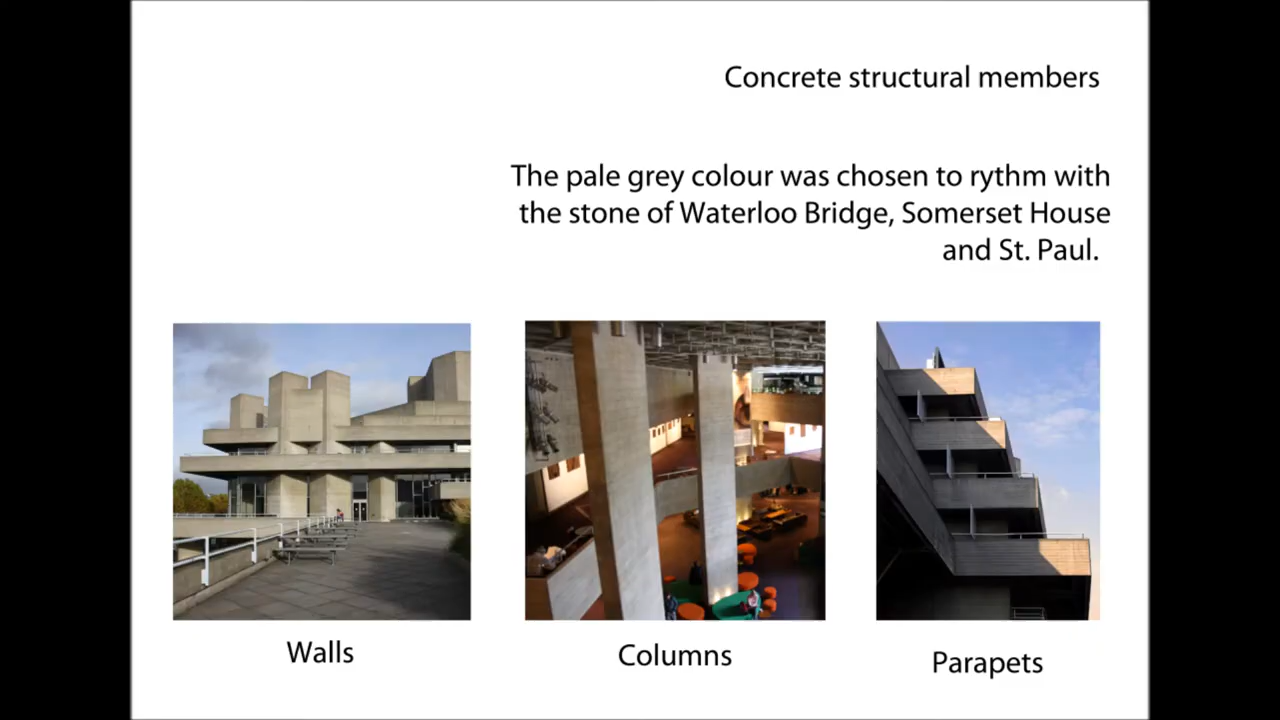 Concrete structural members
The pale grey colour was chosen to rythm with
the stone of Waterloo Bridge, Somerset House
and St. Paul.
Walls
Columns
Parapets